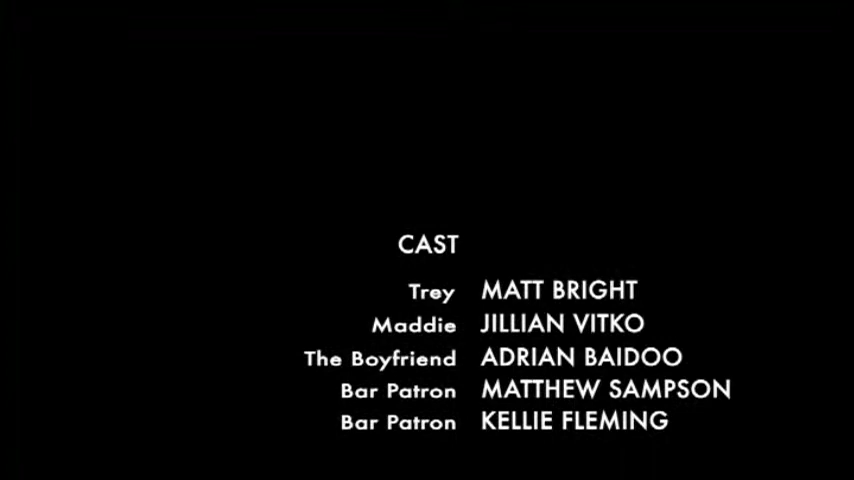 CAST
Trey MATT BRIGHT
Maddie JILLIAN VITKO
The Boyfriend ADRIAN BAIDOO
Bar Patron MATTHEW SAMPSON
Bar Patron KELLIE FLEMING